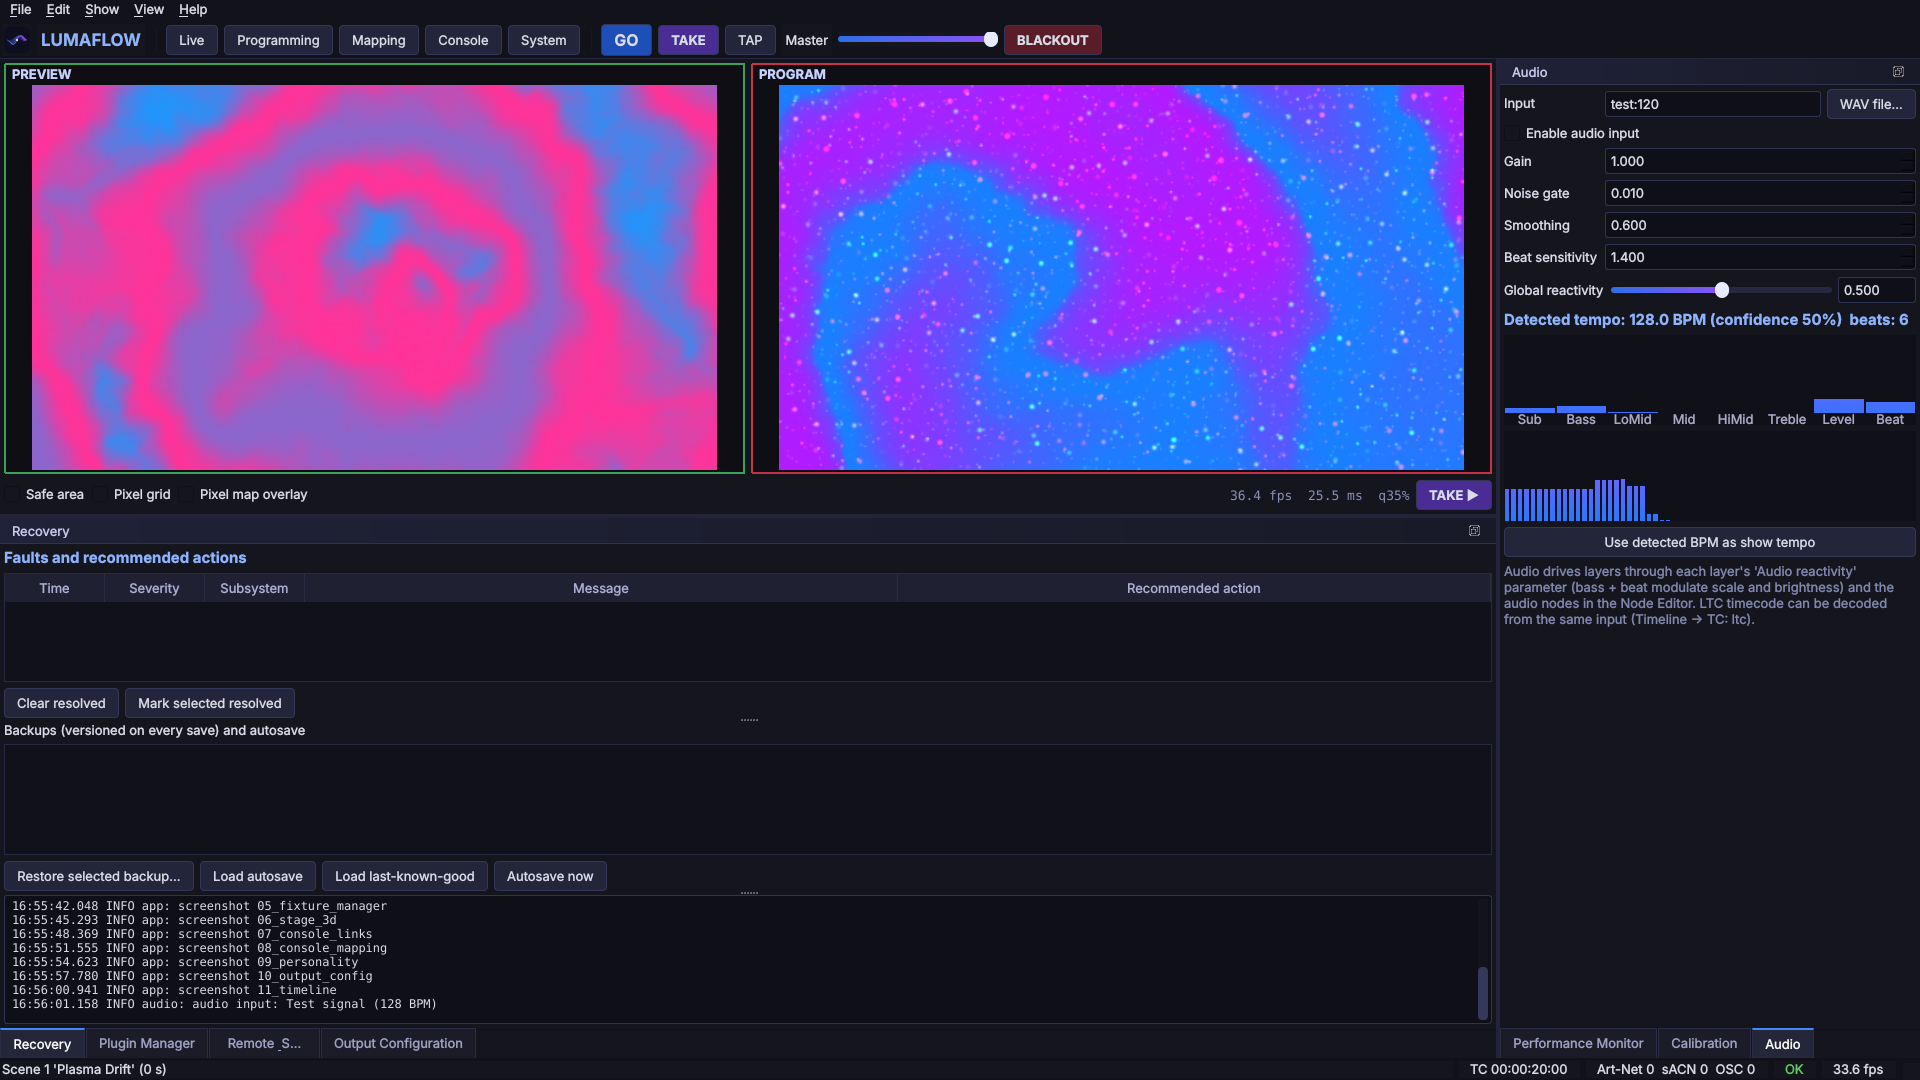 File Edit Show View Help
LUMAFLOW Live Programming Mapping Console System GO TAKE TAP Master BLACKOUT
PREVIEW
PROGRAM
Safe area Pixel grid Pixel map overlay 36.4 fps 25.5 ms q35% TAKE ▶
Recovery
Faults and recommended actions
Time Severity Subsystem Message Recommended action
Clear resolved Mark selected resolved
Backups (versioned on every save) and autosave
Restore selected backup... Load autosave Load last-known-good Autosave now
16:55:42.048 INFO app: screenshot 05_fixture_manager
16:55:45.293 INFO app: screenshot 06_stage_3d
16:55:48.369 INFO app: screenshot 07_console_links
16:55:51.555 INFO app: screenshot 08_console_mapping
16:55:54.623 INFO app: screenshot 09_personality
16:55:57.780 INFO app: screenshot 10_output_config
16:56:00.941 INFO app: screenshot 11_timeline
16:56:01.158 INFO audio: audio input: Test signal (128 BPM)
Recovery Plugin Manager Remote _S... Output Configuration
Audio
Input test:120 WAV file...
Enable audio input
Gain 1.000
Noise gate 0.010
Smoothing 0.600
Beat sensitivity 1.400
Global reactivity 0.500
Detected tempo: 128.0 BPM (confidence 50%) beats: 6
Sub Bass LoMid Mid HiMid Treble Level Beat
Use detected BPM as show tempo
Audio drives layers through each layer's 'Audio reactivity'
parameter (bass + beat modulate scale and brightness) and the
audio nodes in the Node Editor. LTC timecode can be decoded
from the same input (Timeline → TC: ltc).
Performance Monitor Calibration Audio
Scene 1 'Plasma Drift' (0 s) TC 00:00:20:00 Art-Net 0 sACN 0 OSC 0 OK 33.6 fps